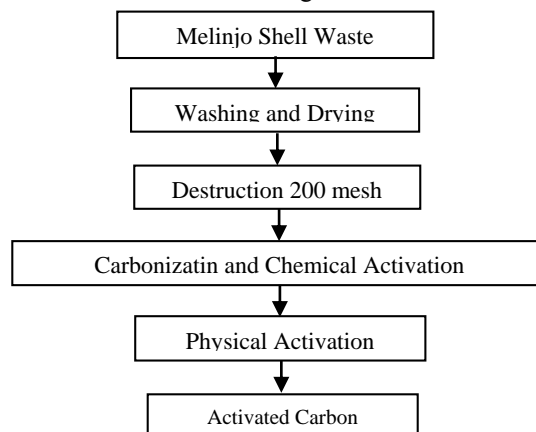 Melinjo Shell Waste
Washing and Drying
Destruction 200 mesh
Carbonizatin and Chemical Activation
Physical Activation
Activated Carbon